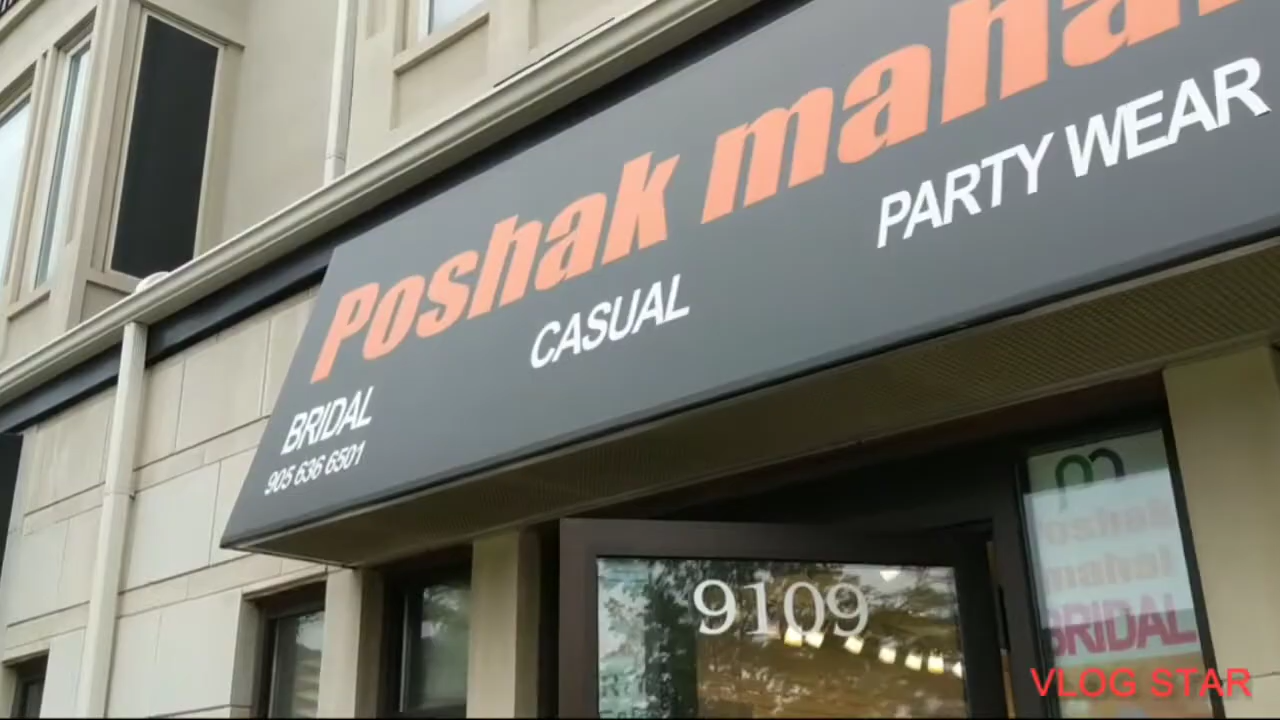 Poshak mahal
PARTY WEAR
CASUAL
BRIDAL
905 636 6501
9109
Poshak
mahal
BRIDAL
VLOG STAR